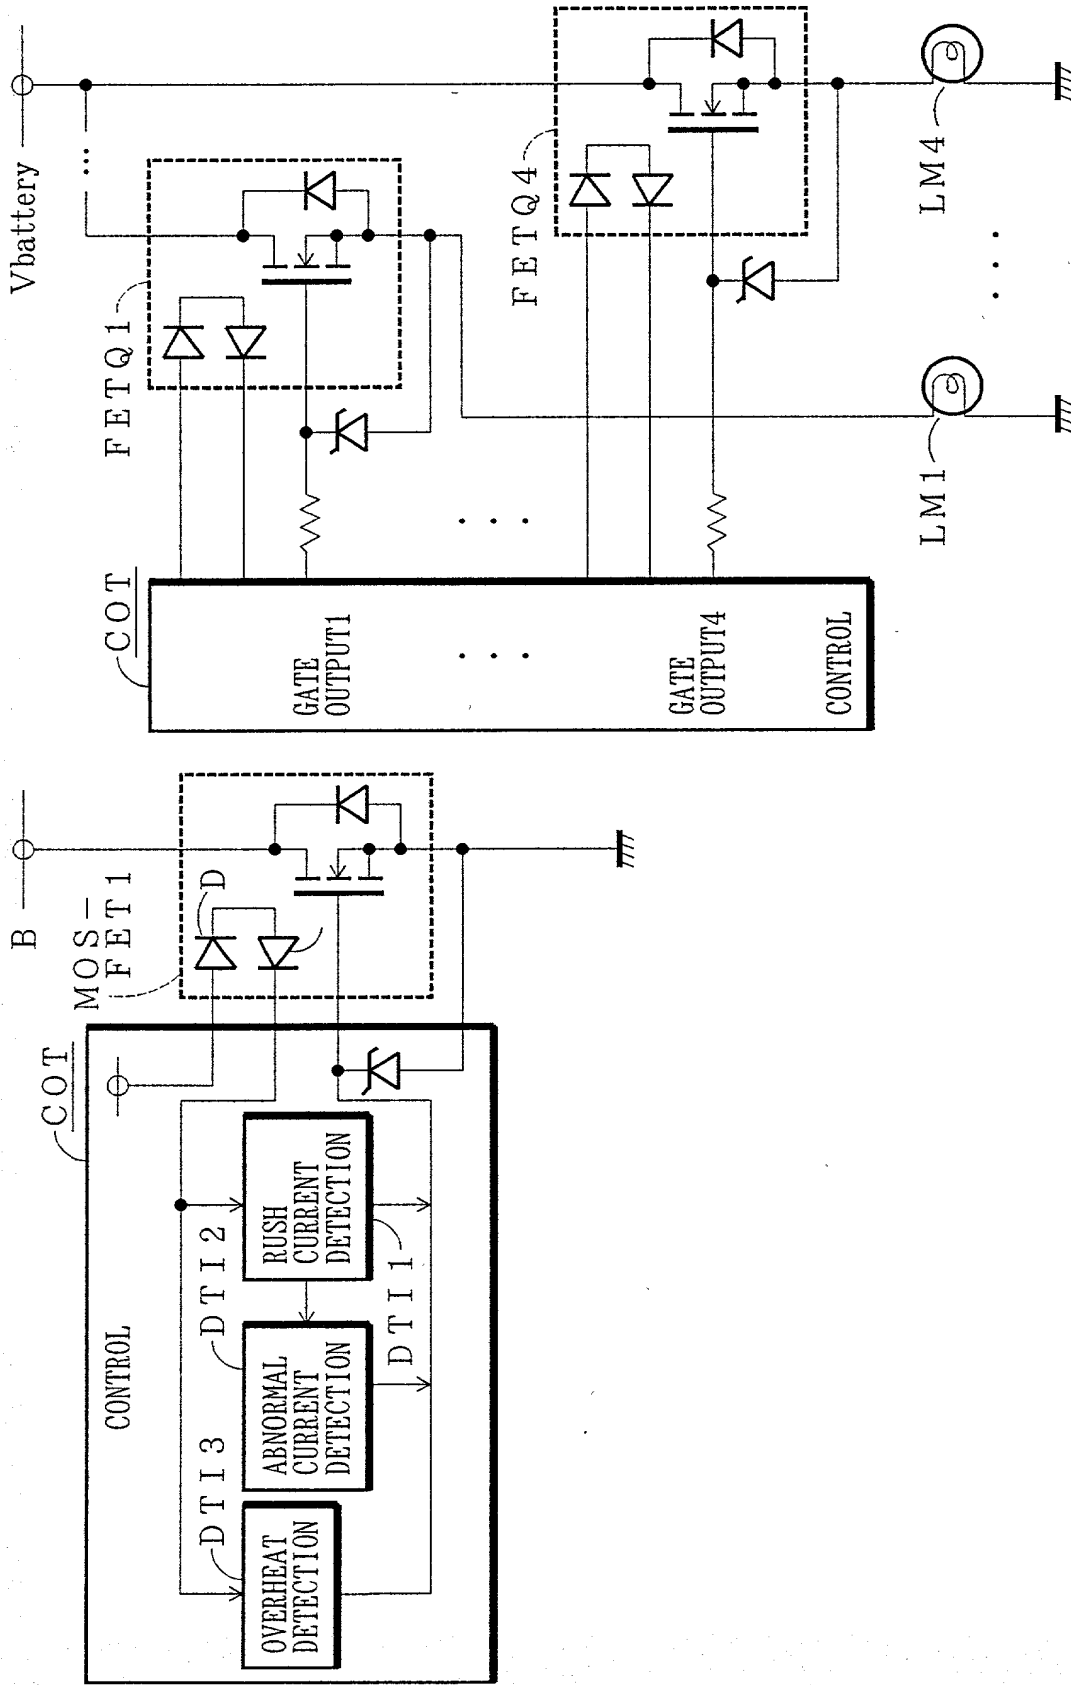 B
MOS-
FET1
D
COT
CONTROL
DTI3
DTI2
DTI1
OVERHEAT
DETECTION
ABNORMAL
CURRENT
DETECTION
RUSH
CURRENT
DETECTION
Vbattery
FETQ1
FETQ4
COT
GATE
OUTPUT1
GATE
OUTPUT4
CONTROL
LM1
LM4